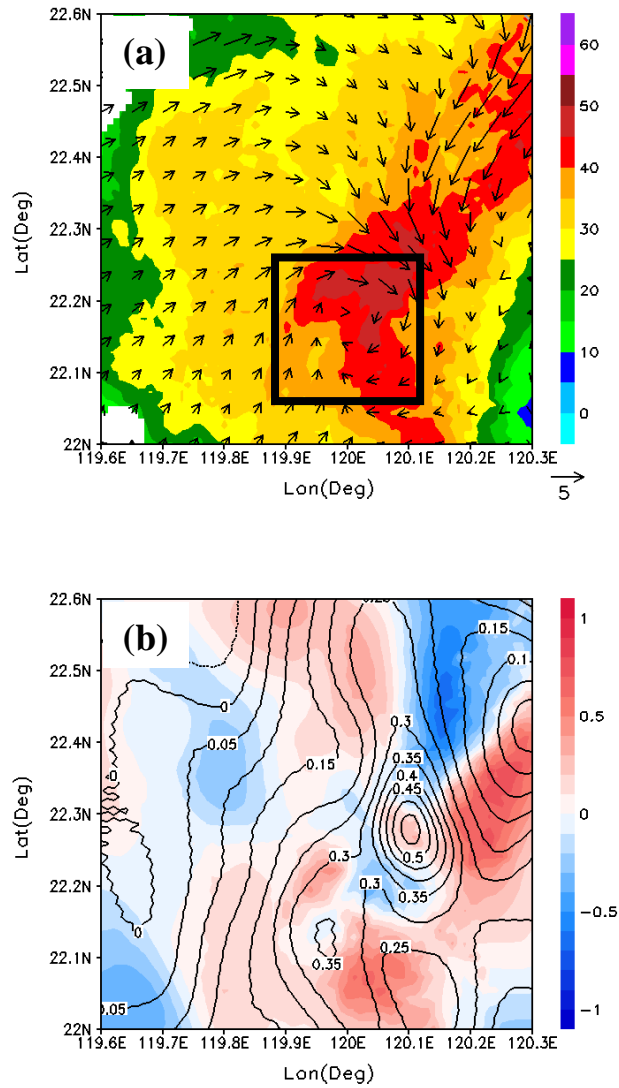 (a)
22.6N
22.5N
22.4N
22.3N
22.2N
22.1N
22N
Lat(Deg)
119.6E 119.7E 119.8E 119.9E 120E 120.1E 120.2E 120.3E
Lon(Deg)
60
50
40
30
20
10
0
5
(b)
22.6N
22.5N
22.4N
22.3N
22.2N
22.1N
22N
Lat(Deg)
119.6E 119.7E 119.8E 119.9E 120E 120.1E 120.2E 120.3E
Lon(Deg)
0.25
0.15
0.1
0
0.3
0.05
0.35
0.15
0.4
0.45
0.3
0.5
0.3
0.35
0
0.25
0.35
0.05
1
0.5
0
−0.5
−1